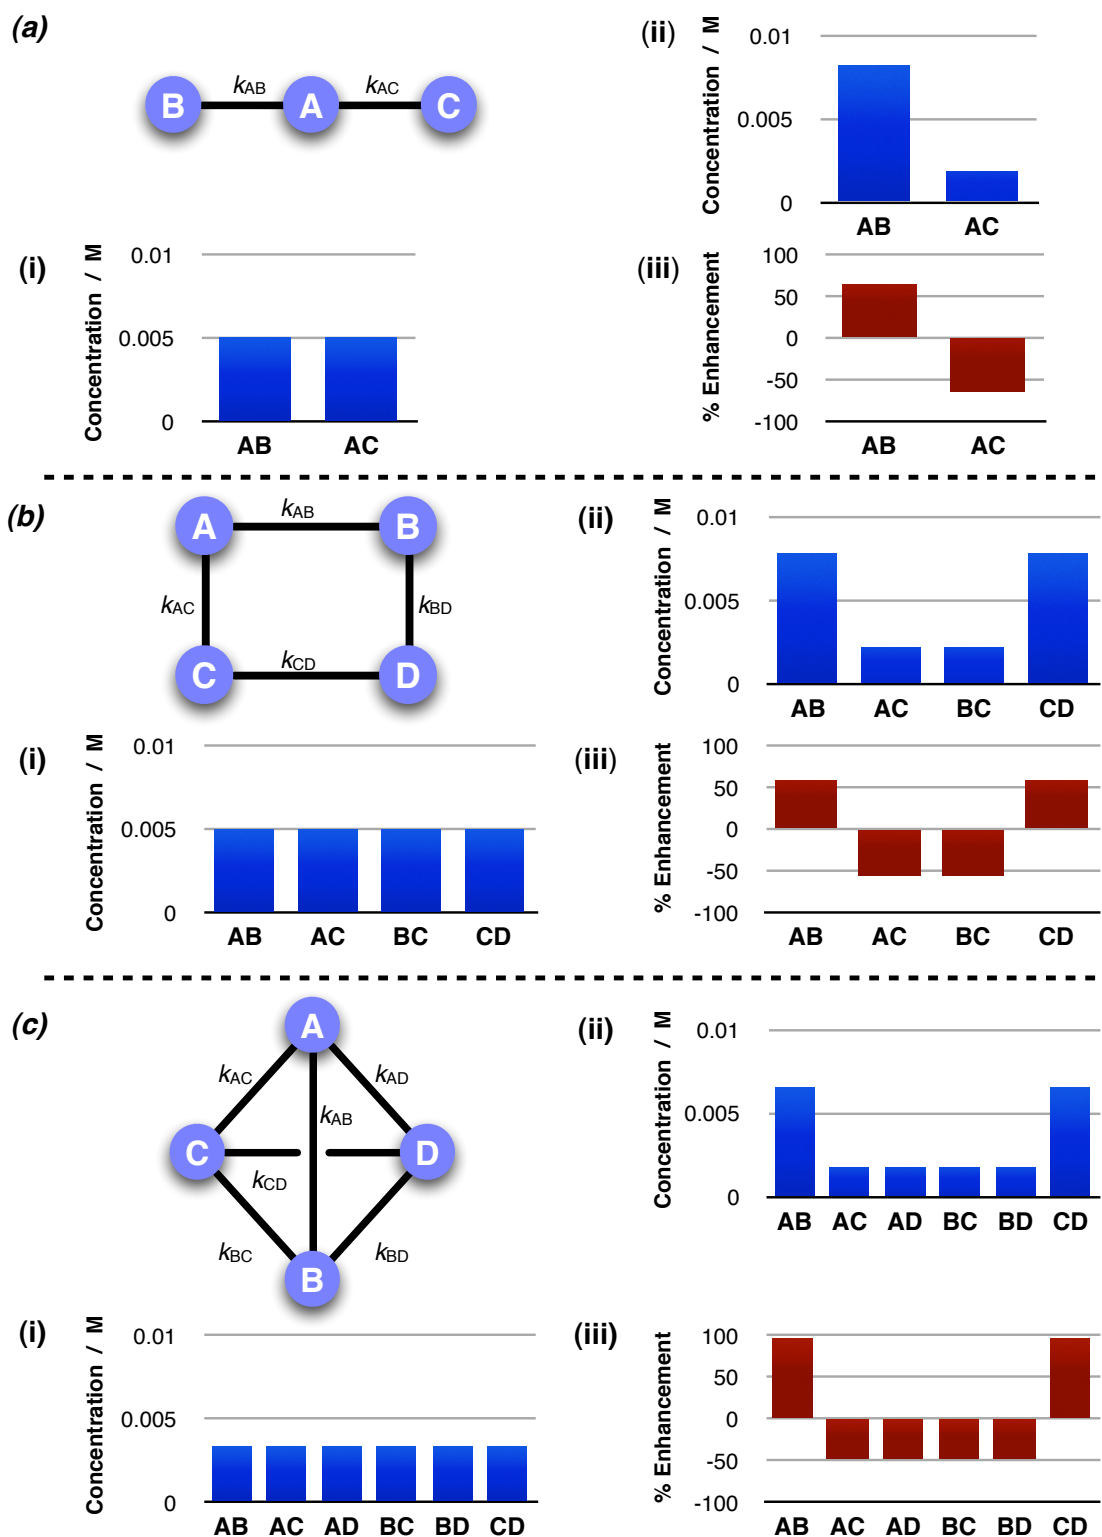 (a)
B
kAB
A
kAC
C
(ii)
Concentration / M
0.01
0.005
0
AB AC
(i)
Concentration / M
0.01
0.005
0
AB AC
(iii)
% Enhancement
100
50
0
-50
-100
AB AC
(b)
A
kAB
B
kAC
kBD
C
kCD
D
(ii)
Concentration / M
0.01
0.005
0
AB AC BC CD
(i)
Concentration / M
0.01
0.005
0
AB AC BC CD
(iii)
% Enhancement
100
50
0
-50
-100
AB AC BC CD
(c)
A
kAC
kAD
kAB
C
D
kCD
kBC
kBD
B
(ii)
Concentration / M
0.01
0.005
0
AB AC AD BC BD CD
(i)
Concentration / M
0.01
0.005
0
AB AC AD BC BD CD
(iii)
% Enhancement
100
50
0
-50
-100
AB AC AD BC BD CD